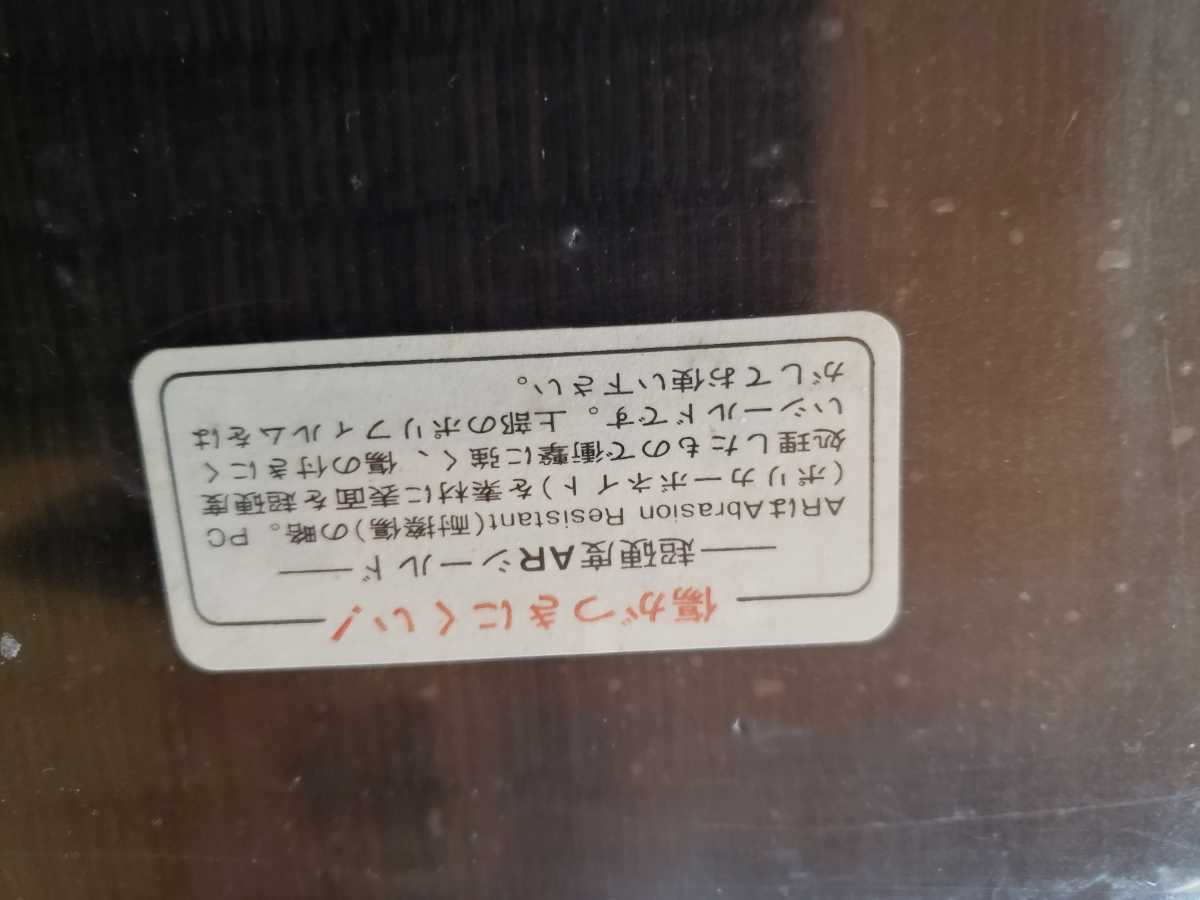 傷がつきにくい!
超硬度ARシールド
ARはAbrasion Resistant(耐擦傷)の略。PC
(ポリカーボネイト)を素材に表面を超硬度
処理したもので衝撃に強く、傷の付きにく
いシールドです。上部のポリフィルムをは
がしてお使い下さい。